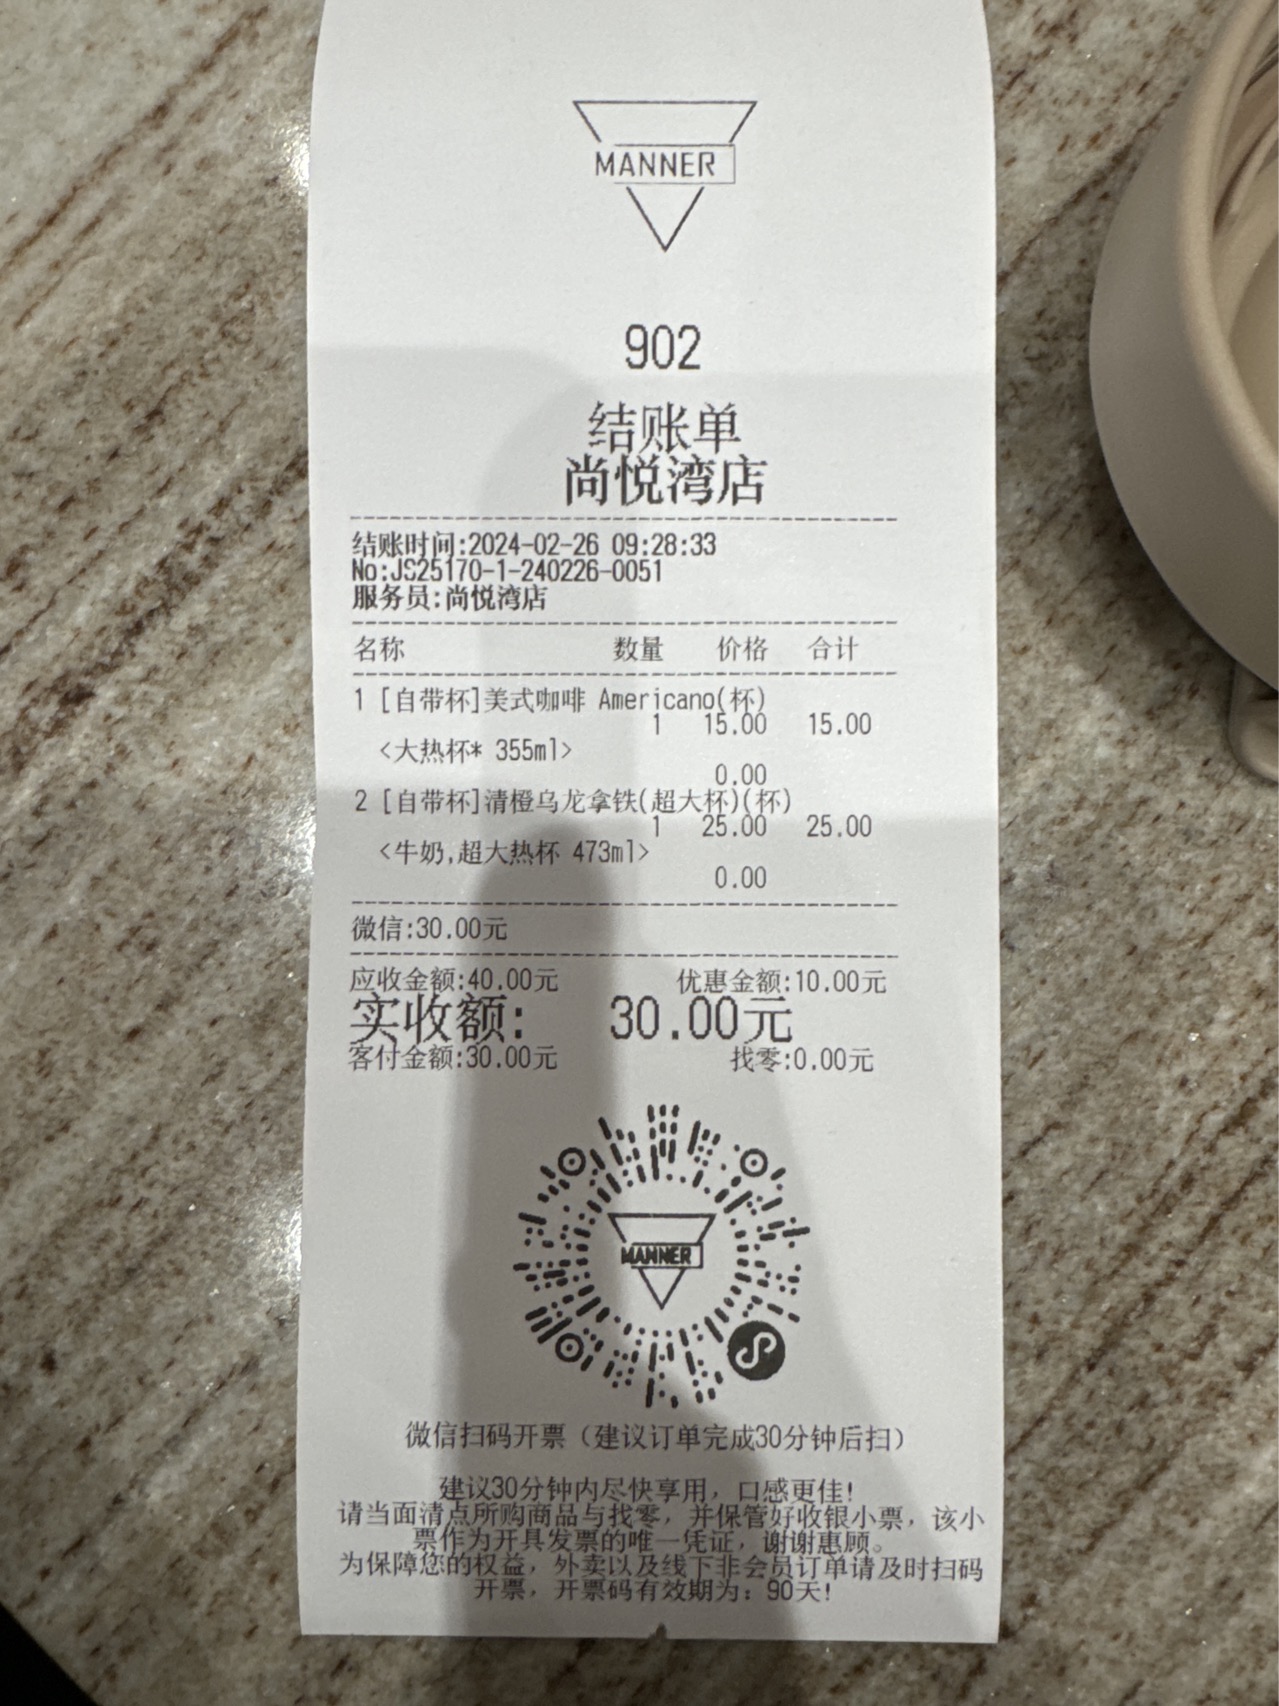 MANNER
902
结账单
尚悦湾店
结账时间:2024-02-26 09:28:33
No:JS25170-1-240226-0051
服务员:尚悦湾店
名称 数量 价格 合计
1 [自带杯]美式咖啡 Americano(杯)
1 15.00 15.00
<大热杯* 355ml>
0.00
2 [自带杯]清橙乌龙拿铁(超大杯)(杯)
1 25.00 25.00
<牛奶,超大热杯 473ml>
0.00
微信:30.00元
应收金额:40.00元 优惠金额:10.00元
实收额: 30.00元
客付金额:30.00元 找零:0.00元
MANNER
微信扫码开票（建议订单完成30分钟后扫）
建议30分钟内尽快享用，口感更佳!
请当面清点所购商品与找零，并保管好收银小票，该小
票作为开具发票的唯一凭证，谢谢惠顾。
为保障您的权益，外卖以及线下非会员订单请及时扫码
开票，开票码有效期为：90天!